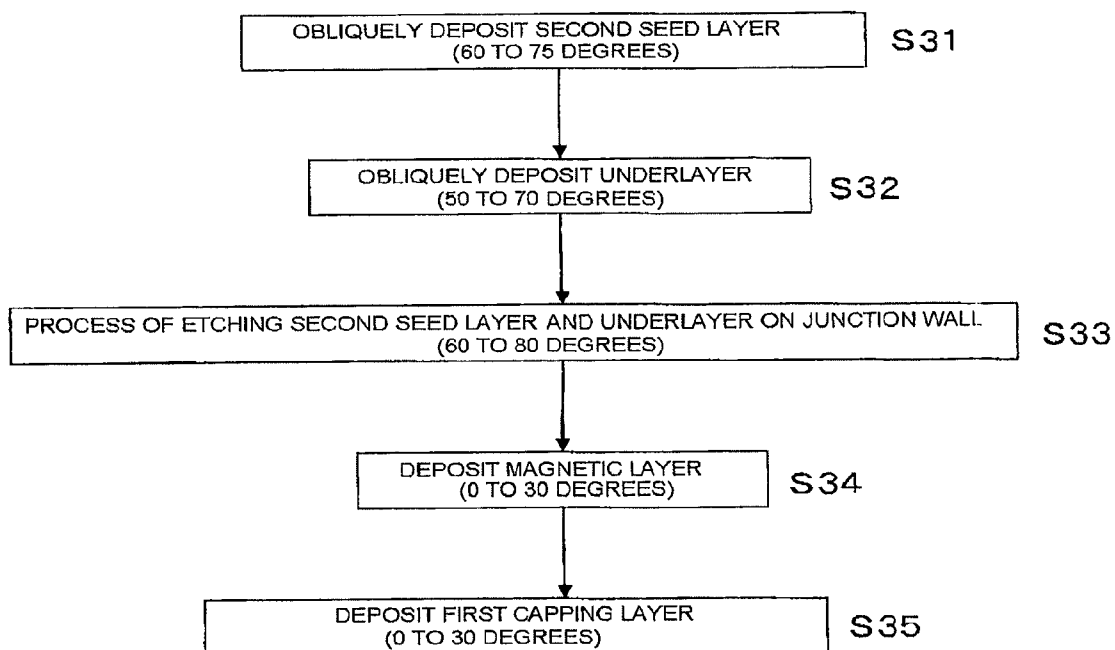 OBLIQUELY DEPOSIT SECOND SEED LAYER
(60 TO 75 DEGREES)
S31
OBLIQUELY DEPOSIT UNDERLAYER
(50 TO 70 DEGREES)
S32
PROCESS OF ETCHING SECOND SEED LAYER AND UNDERLAYER ON JUNCTION WALL
(60 TO 80 DEGREES)
S33
DEPOSIT MAGNETIC LAYER
(0 TO 30 DEGREES)
S34
DEPOSIT FIRST CAPPING LAYER
(0 TO 30 DEGREES)
S35